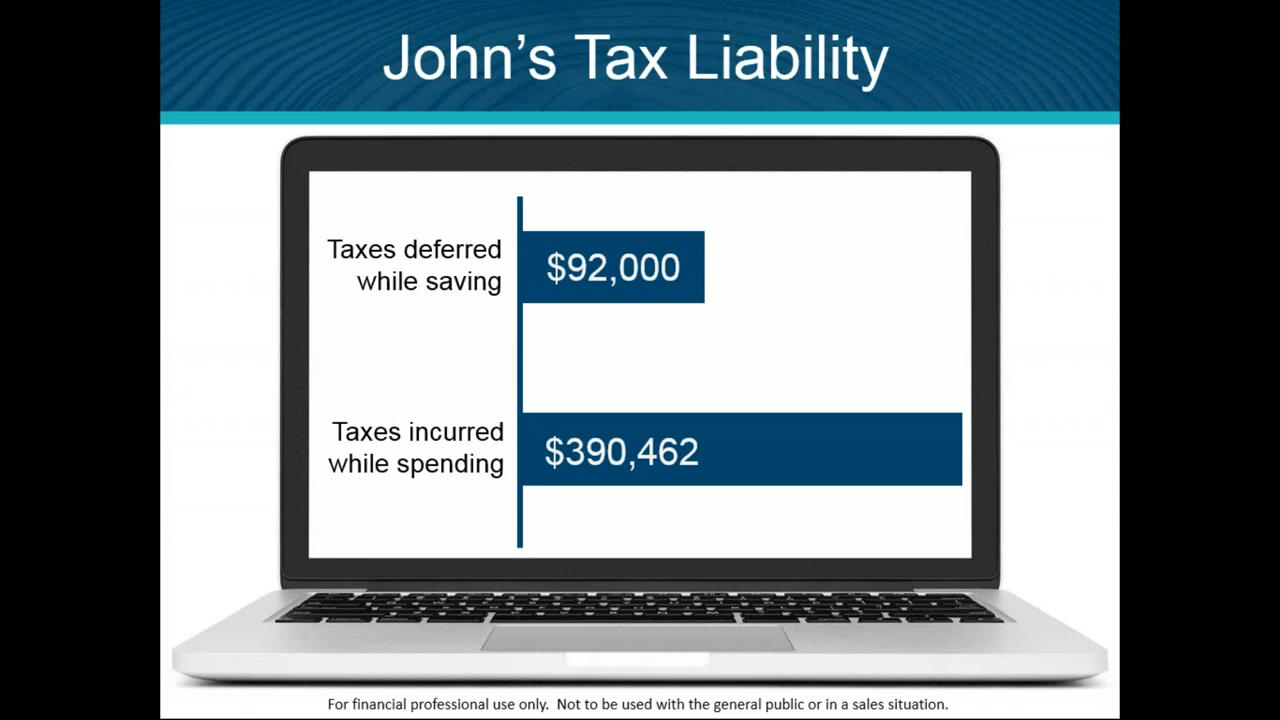 John’s Tax Liability
Taxes deferred
while saving
$92,000
Taxes incurred
while spending
$390,462
For financial professional use only.  Not to be used with the general public or in a sales situation.